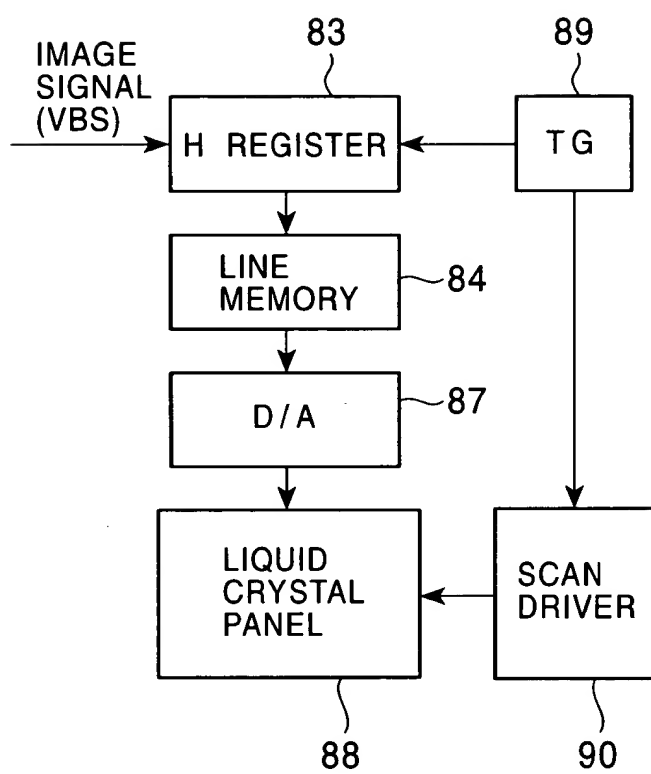 83
89
IMAGE
SIGNAL
(VBS)
H REGISTER
TG
LINE
MEMORY
84
D/A
87
LIQUID
CRYSTAL
PANEL
SCAN
DRIVER
88
90